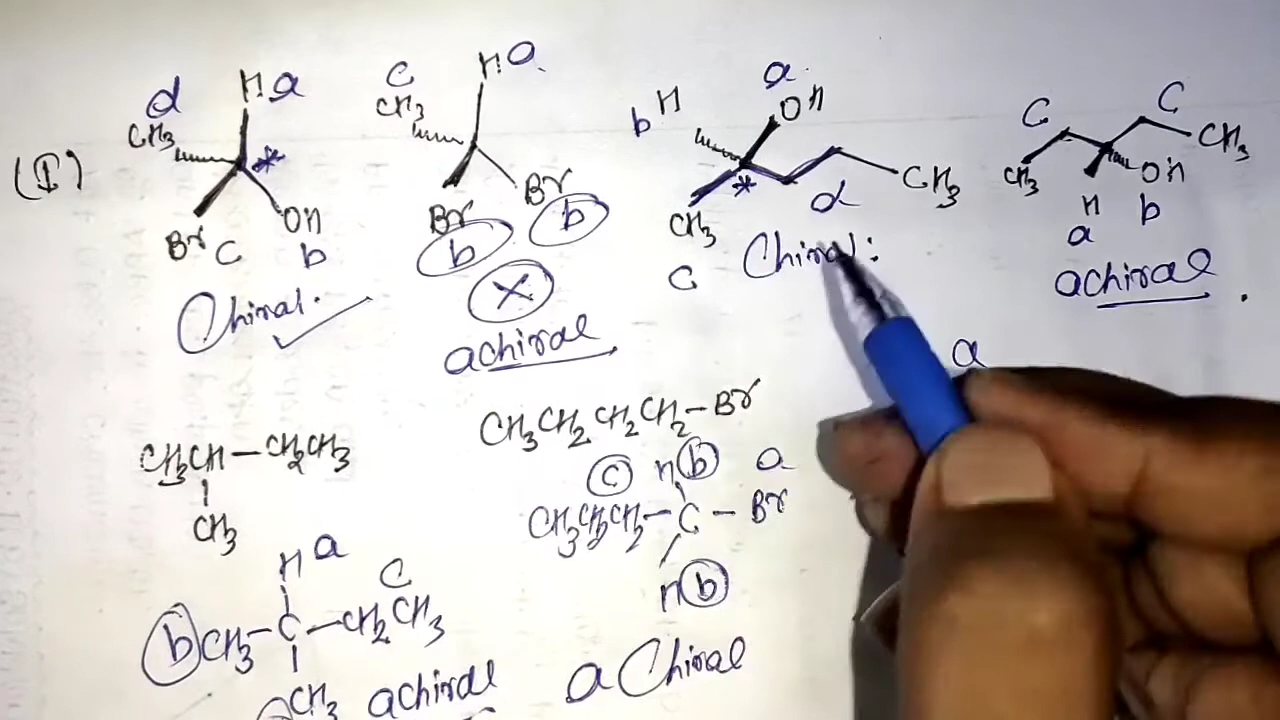 (I)
d CH3 H a * Br C OH b
Chiral.
C CH3 H a Br b Br b
X
achiral
b H a OH * CH3 C d CH3
Chiral:
C C CH3 CH3 H a OH b
achiral
a
CH3CH-CH2CH3
CH3
H a C
b CH3-C-CH2CH3
CH3 achiral
CH3CH2CH2CH2-Br
C H b a
CH3CH2CH2-C-Br
H b
a Chiral